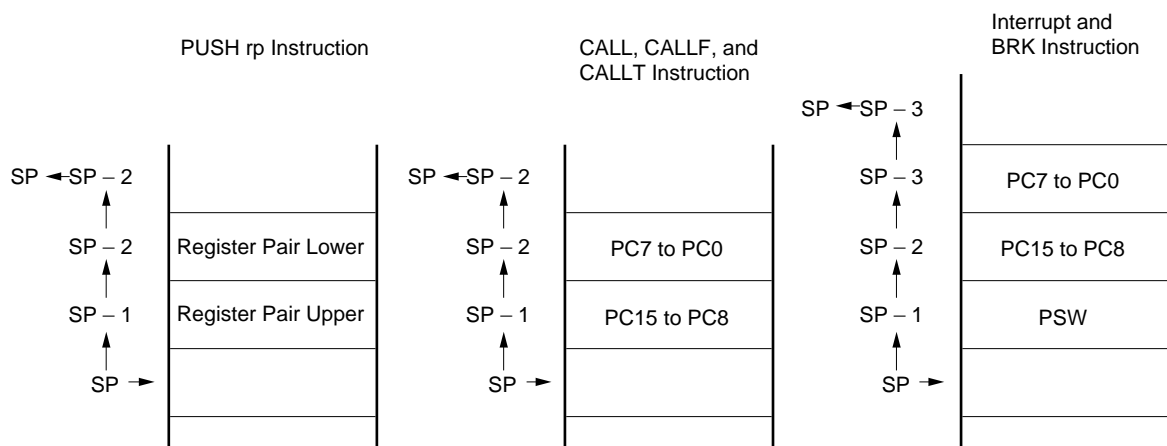 PUSH rp Instruction
SP
SP – 2
SP – 2
Register Pair Lower
SP – 1
Register Pair Upper
SP
CALL, CALLF, and
CALLT Instruction
SP
SP – 2
SP – 2
PC7 to PC0
SP – 1
PC15 to PC8
SP
Interrupt and
BRK Instruction
SP
SP – 3
SP – 3
PC7 to PC0
SP – 2
PC15 to PC8
SP – 1
PSW
SP